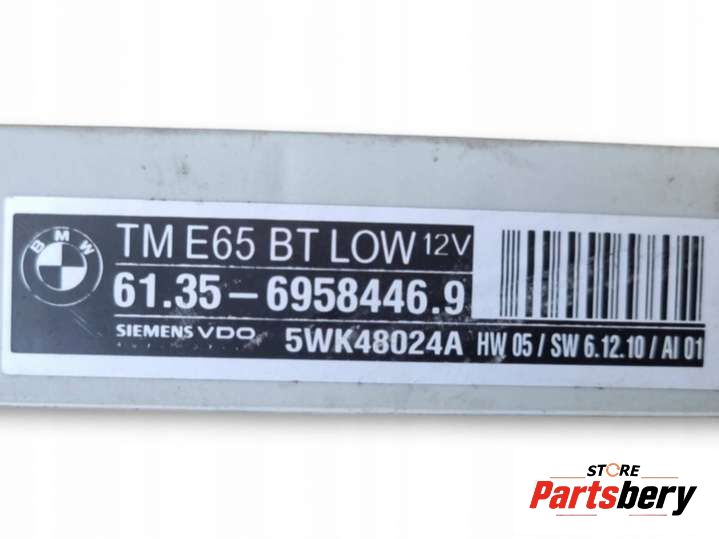 BMW
TM E65 BT LOW 12V
61.35-6958446.9
SIEMENS VDO 5WK48024A HW 05 / SW 6.12.10 / AI 01
STORE
Partsbery